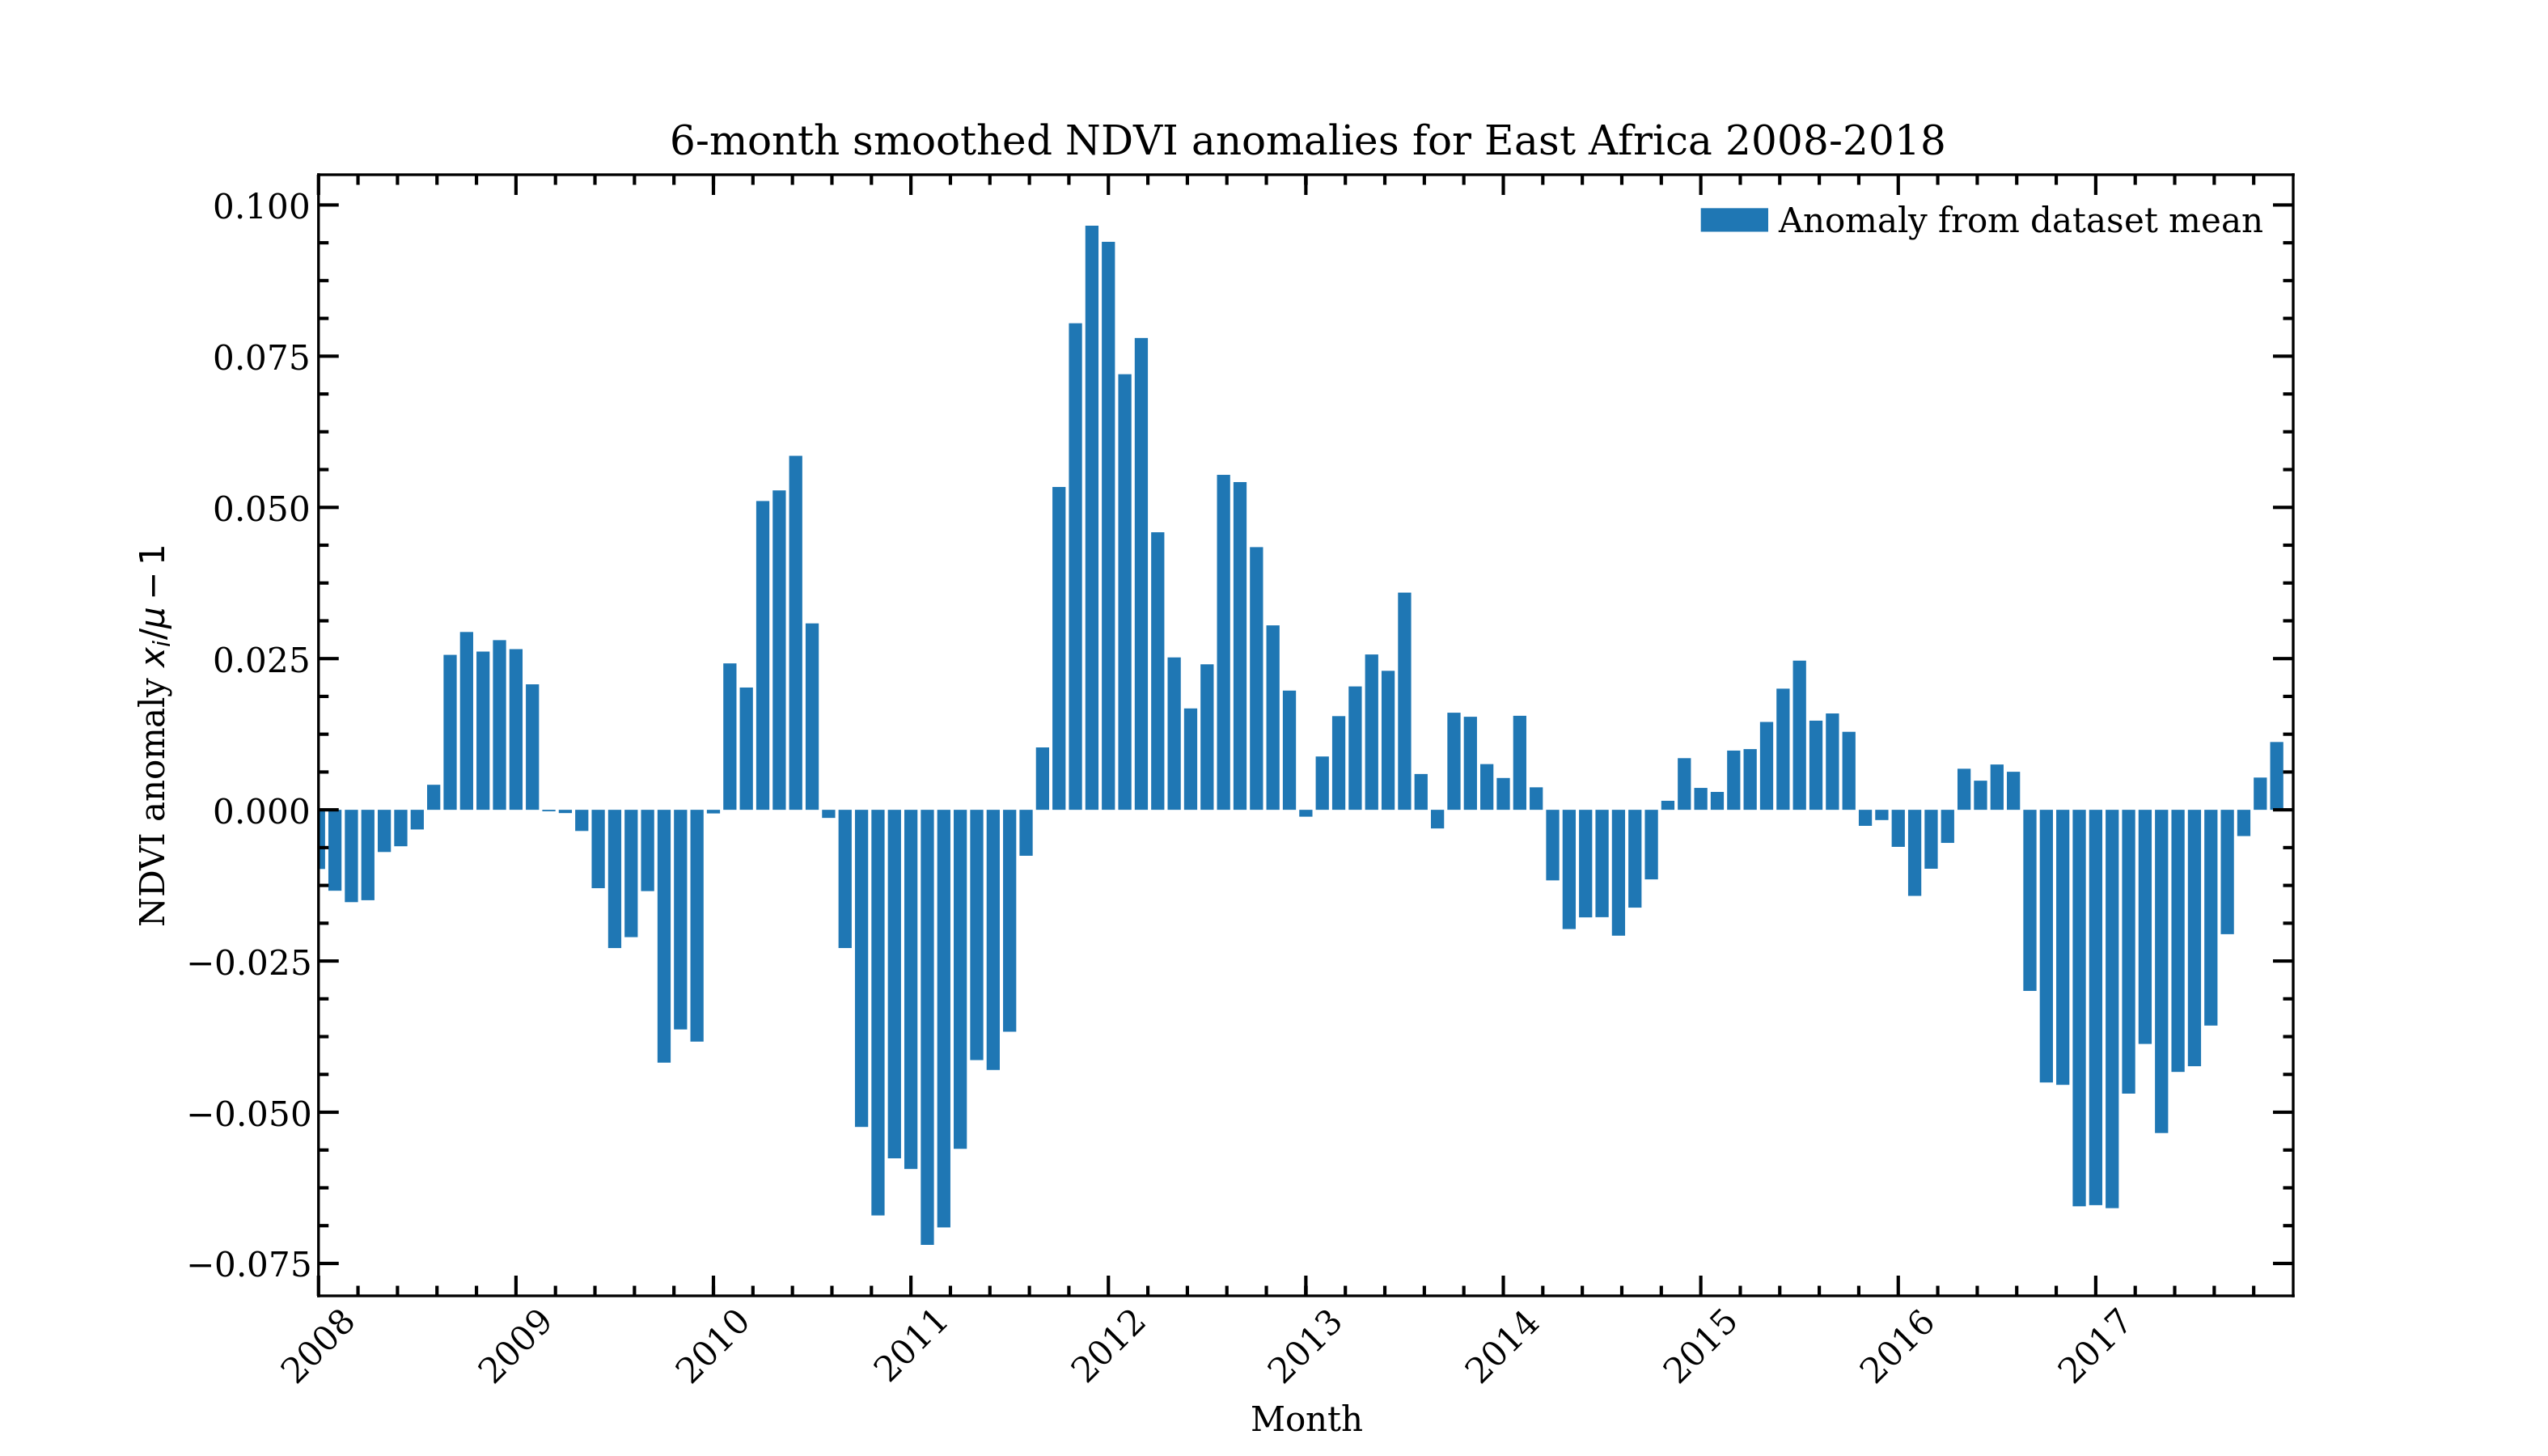 6-month smoothed NDVI anomalies for East Africa 2008-2018
Anomaly from dataset mean
0.100
0.075
0.050
0.025
0.000
−0.025
−0.050
−0.075
NDVI anomaly xᵢ/μ − 1
2008 2009 2010 2011 2012 2013 2014 2015 2016 2017
Month